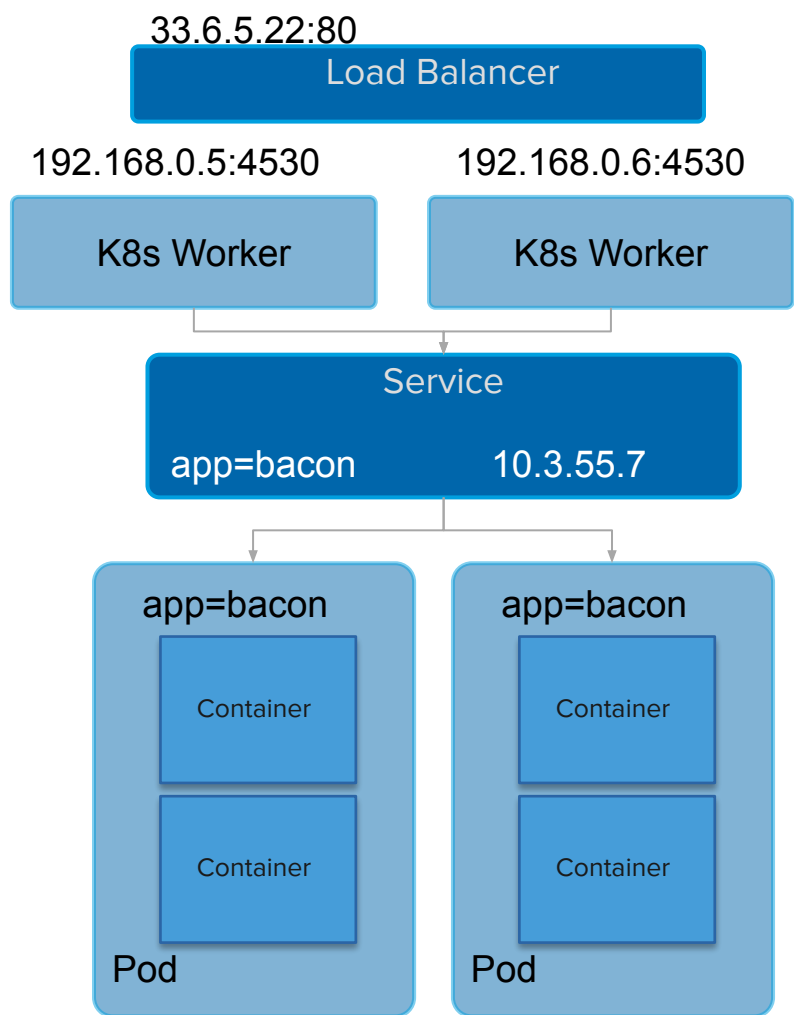 33.6.5.22:80
Load Balancer
192.168.0.5:4530 192.168.0.6:4530
K8s Worker K8s Worker
Service
app=bacon 10.3.55.7
app=bacon app=bacon
Container Container
Container Container
Pod Pod